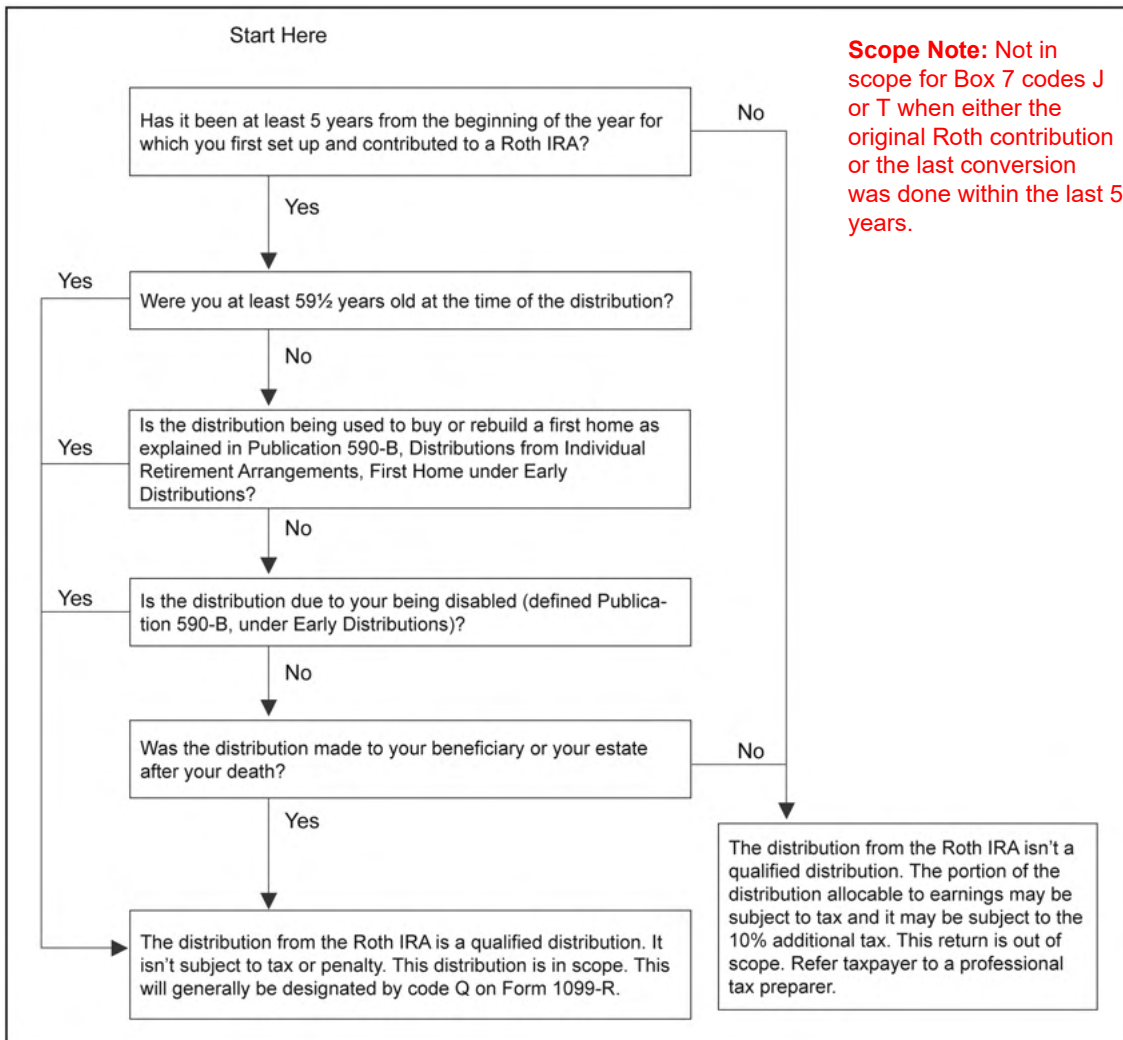 Start Here
Scope Note: Not in
scope for Box 7 codes J
or T when either the
original Roth contribution
or the last conversion
was done within the last 5
years.
Has it been at least 5 years from the beginning of the year for
which you first set up and contributed to a Roth IRA?
No
Yes
Yes
Were you at least 59½ years old at the time of the distribution?
No
Yes
Is the distribution being used to buy or rebuild a first home as
explained in Publication 590-B, Distributions from Individual
Retirement Arrangements, First Home under Early
Distributions?
No
Yes
Is the distribution due to your being disabled (defined Publica-
tion 590-B, under Early Distributions)?
No
Was the distribution made to your beneficiary or your estate
after your death?
No
Yes
The distribution from the Roth IRA isn't a
qualified distribution. The portion of the
distribution allocable to earnings may be
subject to tax and it may be subject to the
10% additional tax. This return is out of
scope. Refer taxpayer to a professional
tax preparer.
The distribution from the Roth IRA is a qualified distribution. It
isn't subject to tax or penalty. This distribution is in scope. This
will generally be designated by code Q on Form 1099-R.